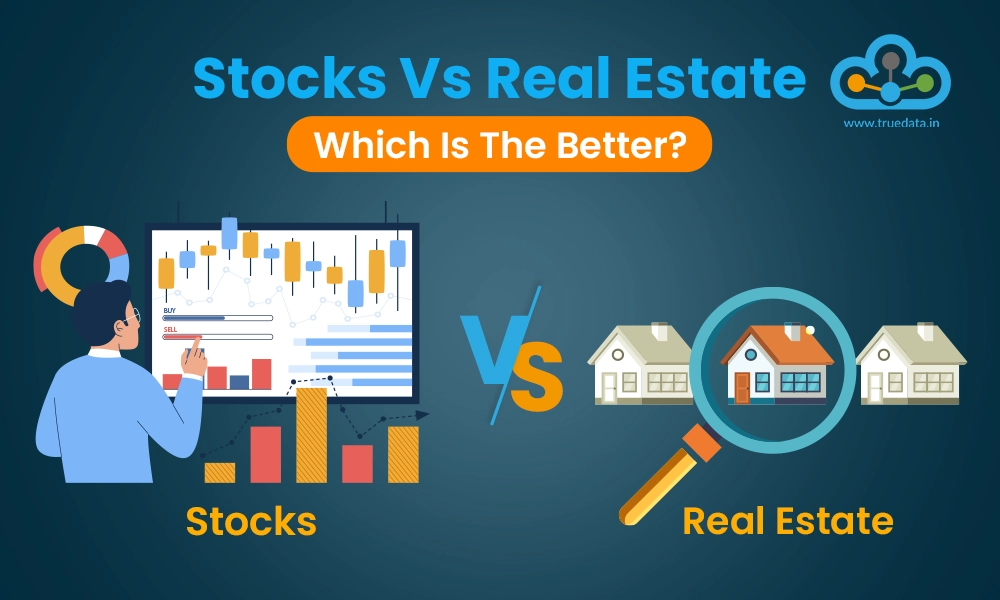 Stocks Vs Real Estate
www.truedata.in
Which Is The Better?
BUY
SELL
VS
Stocks
Real Estate